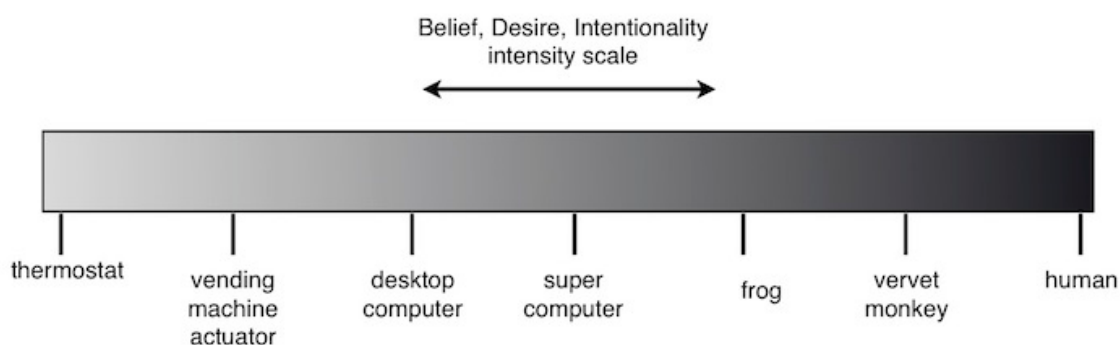 Belief, Desire, Intentionality
intensity scale
thermostat
vending
machine
actuator
desktop
computer
super
computer
frog
vervet
monkey
human